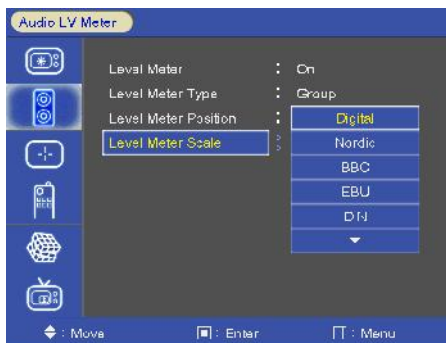 Audio LV Meter
Level Meter : On
Level Meter Type : Group
Level Meter Position :
Level Meter Scale
Digital
Nordic
BBC
EBU
DIN
: Move : Enter : Menu